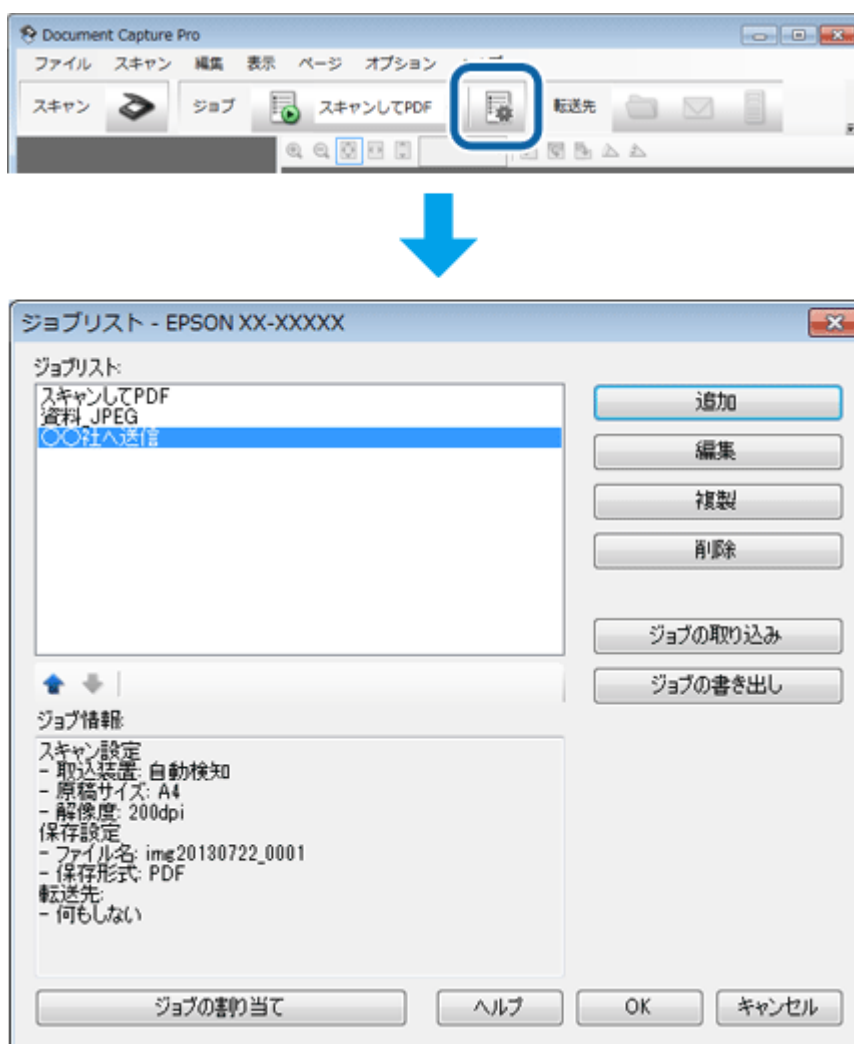 Document Capture Pro
ファイル スキャン 編集 表示 ページ オプション
スキャン ジョブ スキャンしてPDF 転送先
ジョブリスト - EPSON XX-XXXXX
ジョブリスト:
スキャンしてPDF
資料_JPEG
〇〇社へ送信
追加
編集
複製
削除
ジョブの取り込み
ジョブの書き出し
ジョブ情報:
スキャン設定
- 取込装置: 自動検知
- 原稿サイズ: A4
- 解像度: 200dpi
保存設定
- ファイル名: img20130722_0001
- 保存形式: PDF
転送先:
- 何もしない
ジョブの割り当て ヘルプ OK キャンセル